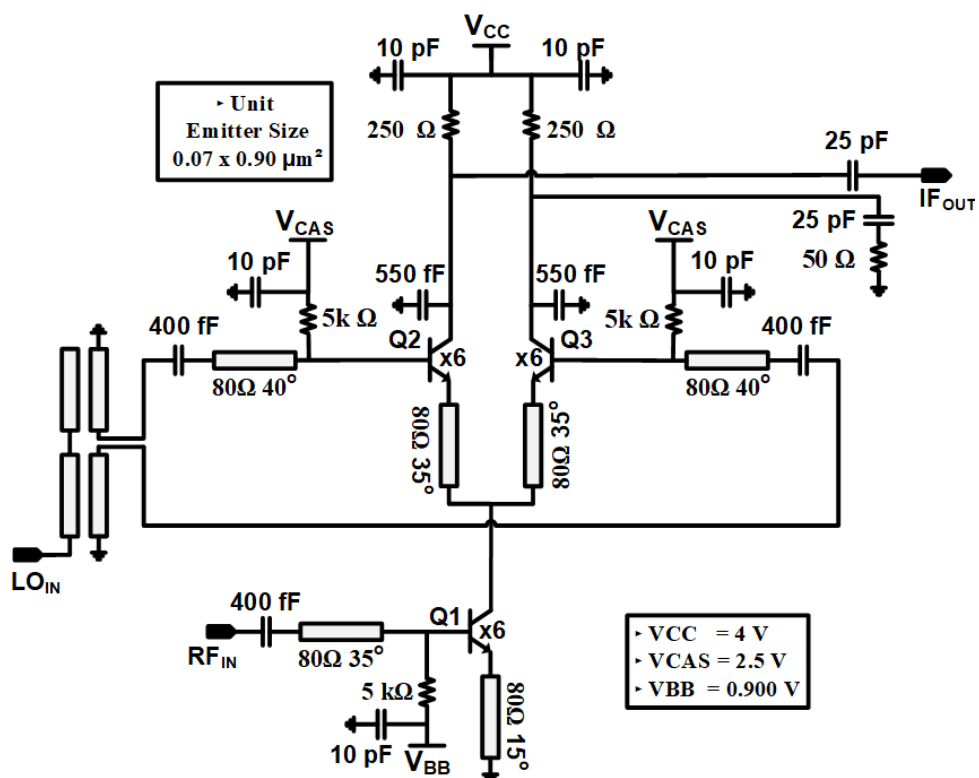 VCC
10 pF
10 pF
‣ Unit
Emitter Size
0.07 x 0.90 µm²
250 Ω
250 Ω
25 pF
IFOUT
25 pF
50 Ω
VCAS
VCAS
10 pF
10 pF
550 fF
550 fF
5k Ω
5k Ω
400 fF
400 fF
Q2
Q3
x6
x6
80Ω 40°
80Ω 40°
80Ω 35°
80Ω 35°
LOIN
400 fF
Q1
x6
RFIN
80Ω 35°
5 kΩ
80Ω 15°
10 pF
VBB
‣ VCC = 4 V
‣ VCAS = 2.5 V
‣ VBB = 0.900 V